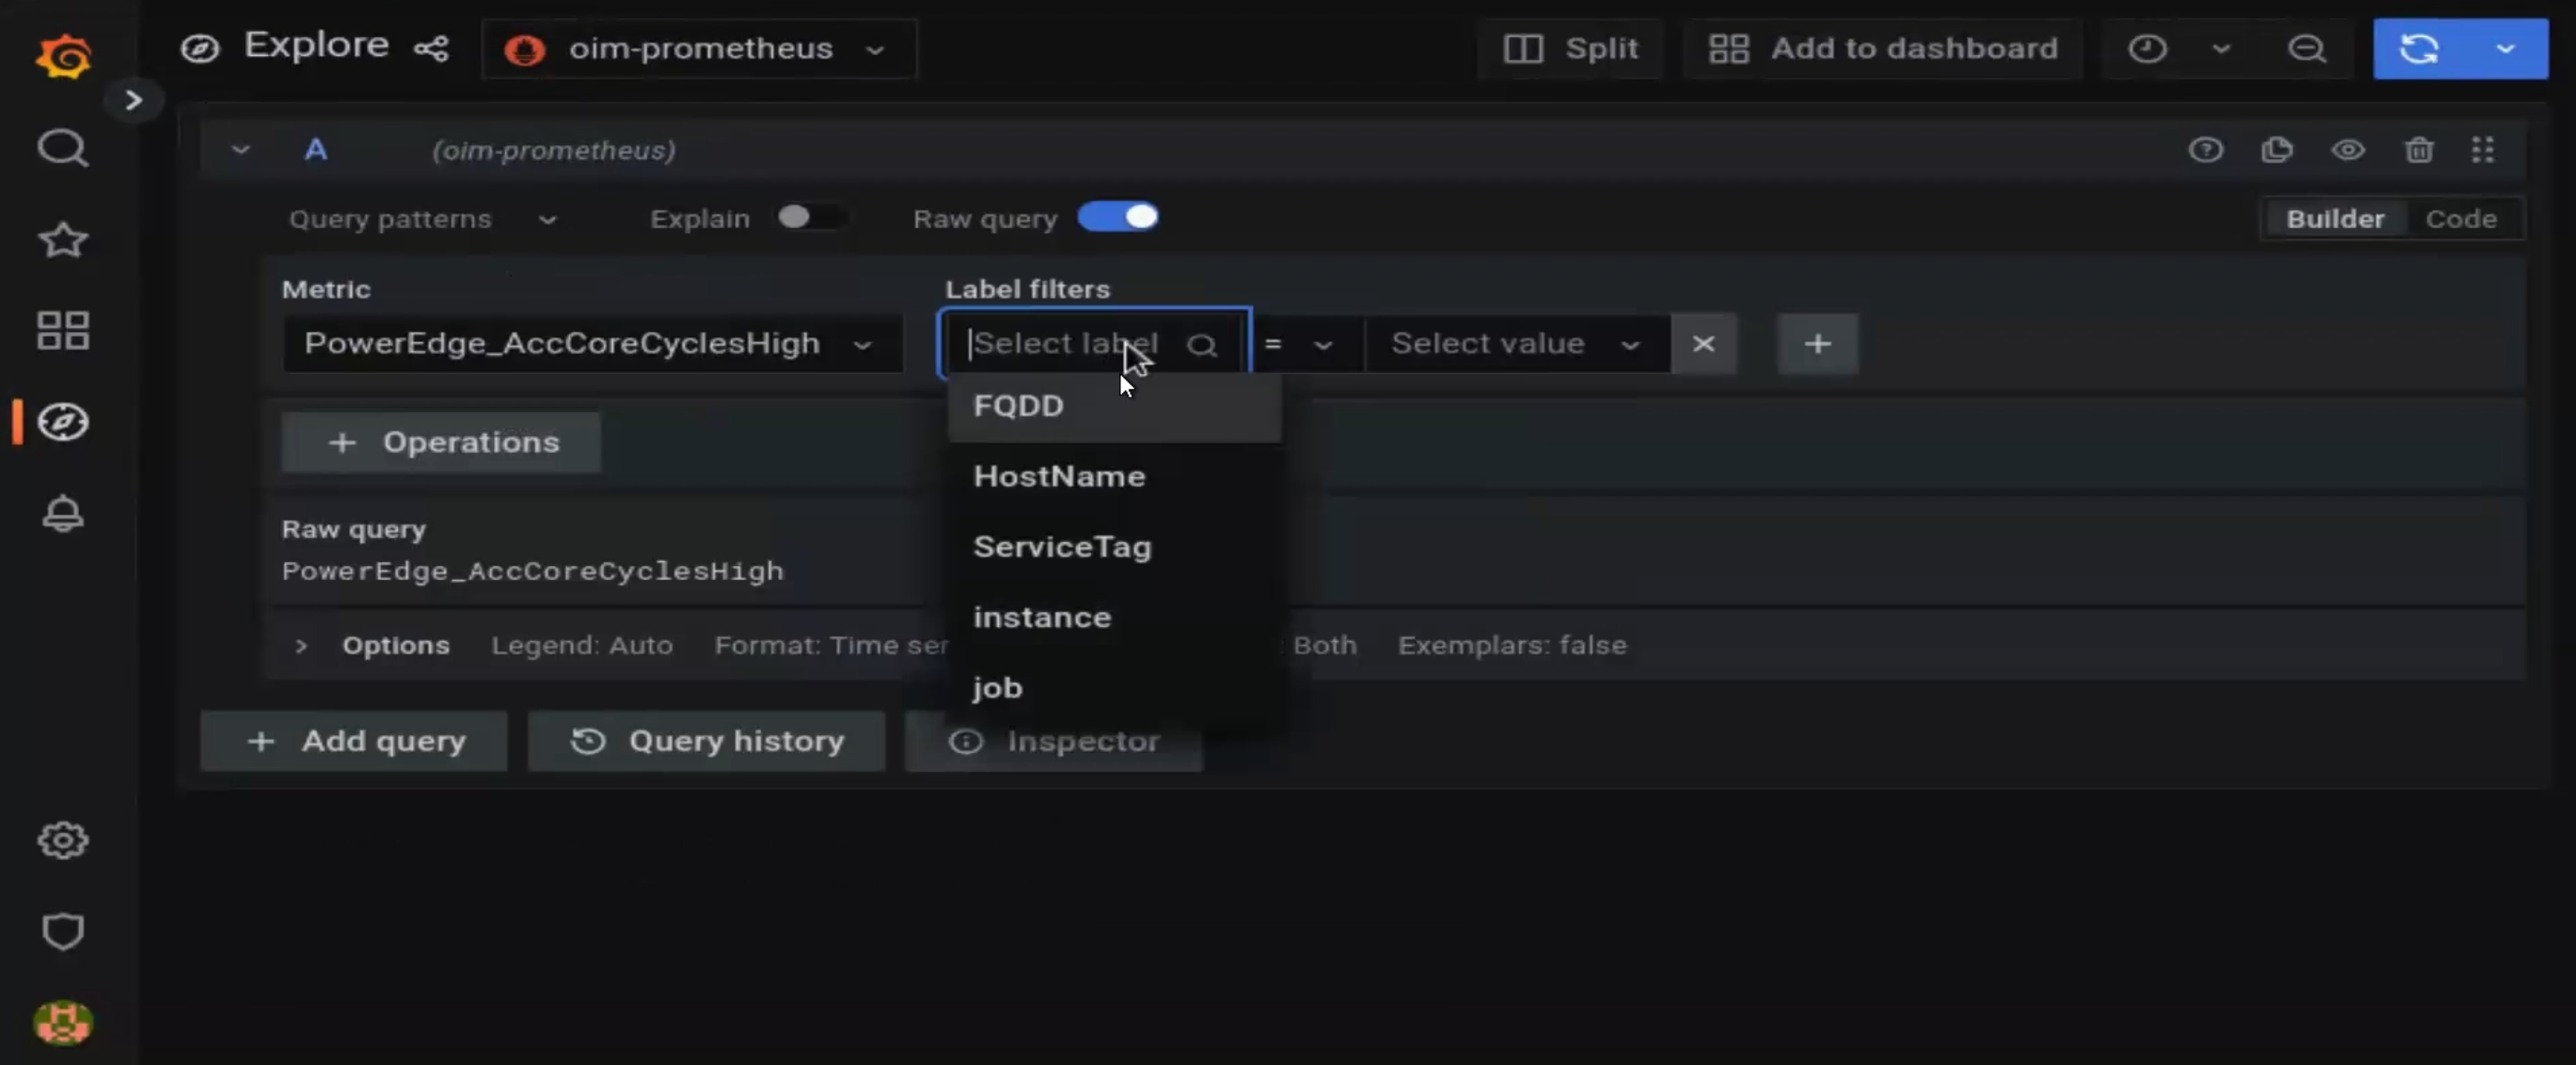 Explore oim-prometheus Split Add to dashboard
A (oim-prometheus)
Query patterns Explain Raw query Builder Code
Metric Label filters
PowerEdge_AccCoreCyclesHigh Select label = Select value
FQDD
+ Operations
HostName
Raw query
ServiceTag
PowerEdge_AccCoreCyclesHigh
instance
Options Legend: Auto Format: Time ser : Both Exemplars: false
job
+ Add query Query history Inspector